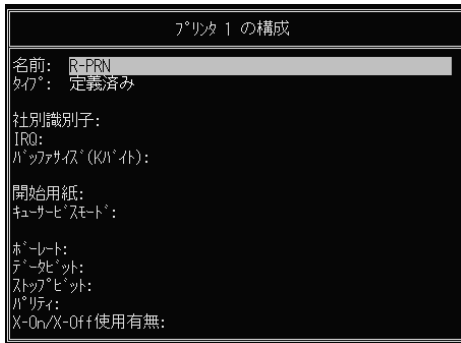 ﾌﾟﾘﾝﾀ 1 の構成
名前: R-PRN
ﾀｲﾌﾟ: 定義済み
社別識別子:
IRQ:
ﾊﾞｯﾌｧｻｲｽﾞ(Kﾊﾞｲﾄ):
開始用紙:
ｷｭｰｻｰﾋﾞｽﾓｰﾄﾞ:
ﾎﾞｰﾚｰﾄ:
ﾃﾞｰﾀﾋﾞｯﾄ:
ｽﾄｯﾌﾟﾋﾞｯﾄ:
ﾊﾟﾘﾃｨ:
X-On/X-Off使用有無: